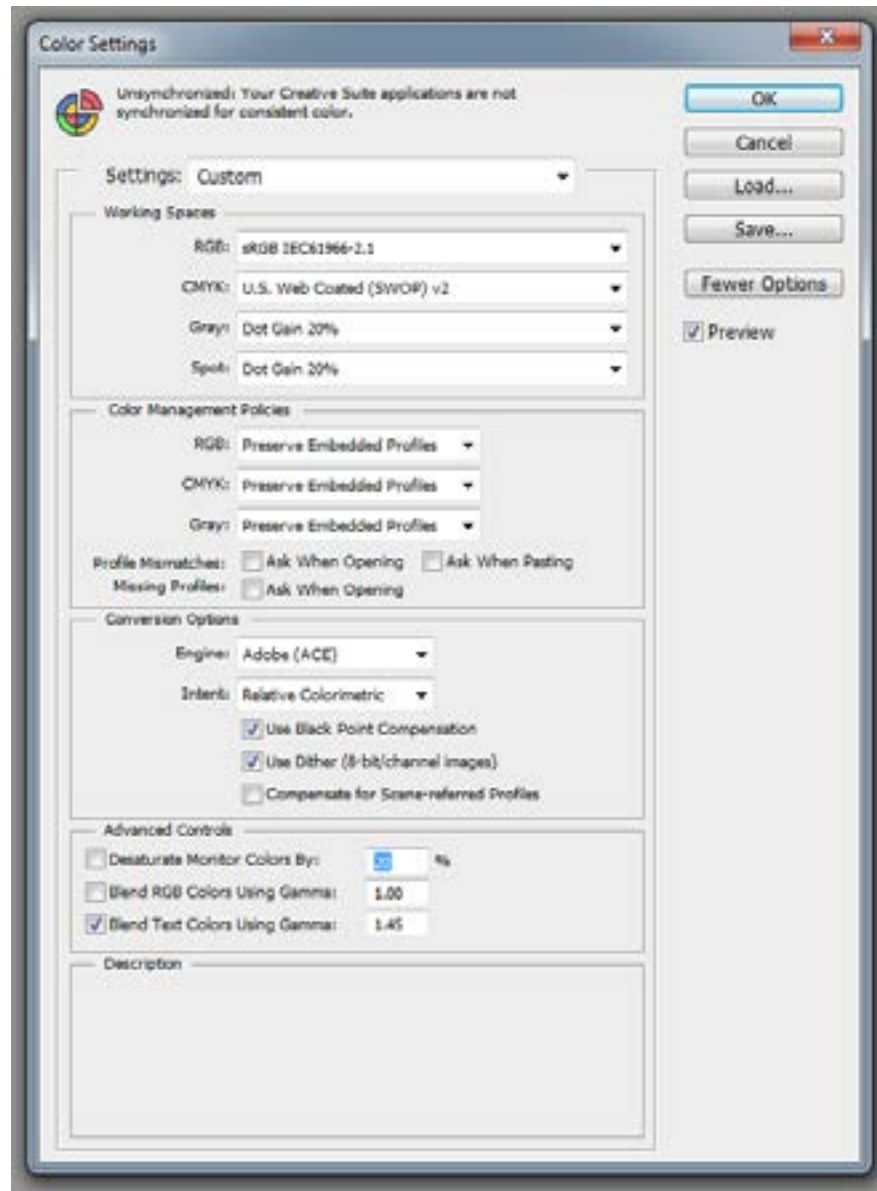 Color Settings
Unsynchronized: Your Creative Suite applications are not
synchronized for consistent color.
OK
Cancel
Load...
Save...
Fewer Options
Preview
Settings: Custom
Working Spaces
RGB: sRGB IEC61966-2.1
CMYK: U.S. Web Coated (SWOP) v2
Gray: Dot Gain 20%
Spot: Dot Gain 20%
Color Management Policies
RGB: Preserve Embedded Profiles
CMYK: Preserve Embedded Profiles
Gray: Preserve Embedded Profiles
Profile Mismatches: Ask When Opening Ask When Pasting
Missing Profiles: Ask When Opening
Conversion Options
Engine: Adobe (ACE)
Intent: Relative Colorimetric
Use Black Point Compensation
Use Dither (8-bit/channel images)
Compensate for Scene-referred Profiles
Advanced Controls
Desaturate Monitor Colors By: 20 %
Blend RGB Colors Using Gamma: 1.00
Blend Text Colors Using Gamma: 1.45
Description